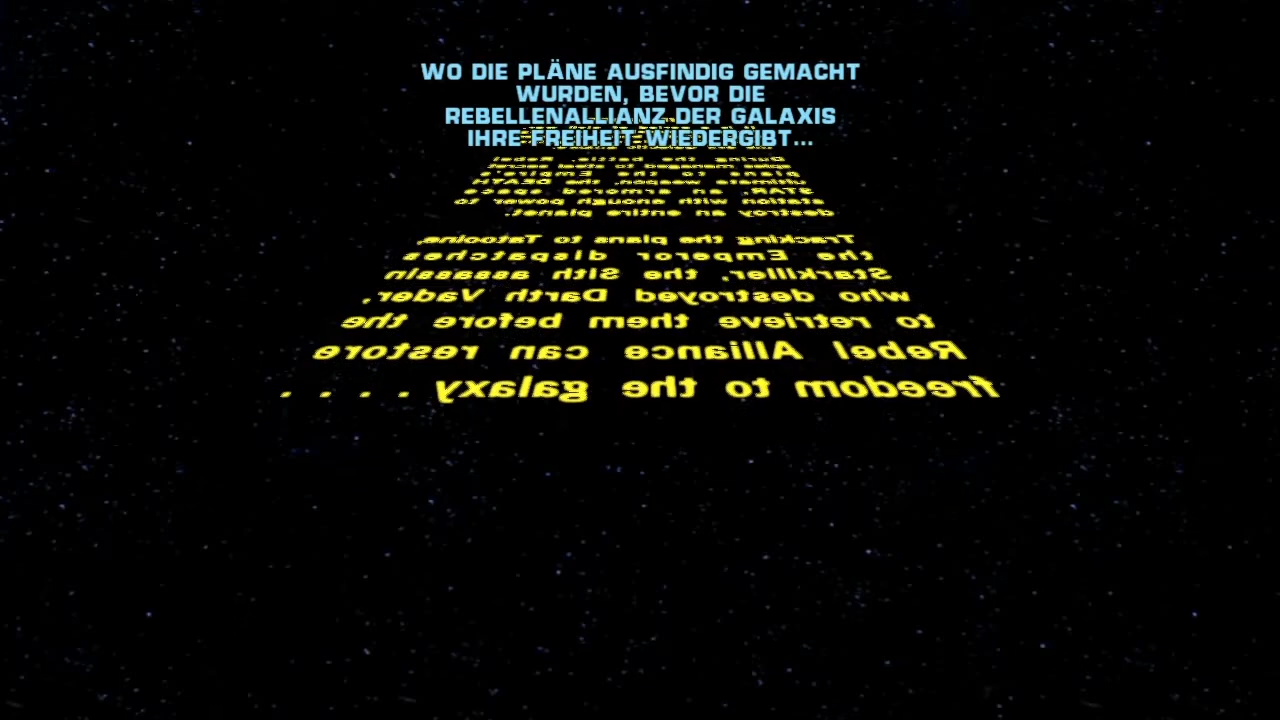 WO DIE PLÄNE AUSFINDIG GEMACHT
WURDEN, BEVOR DIE
REBELLENALLIANZ DER GALAXIS
IHRE FREIHEIT WIEDERGIBT...
During the battle, Rebel
spies managed to steal secret
plans to the Empire's
ultimate weapon, the DEATH
STAR, an armored space
station with enough power to
destroy an entire planet.
Tracking the plans to Tatooine,
the Emperor dispatches
Starkiller, the Sith assassin
who destroyed Darth Vader,
to retrieve them before the
Rebel Alliance can restore
freedom to the galaxy . . . .